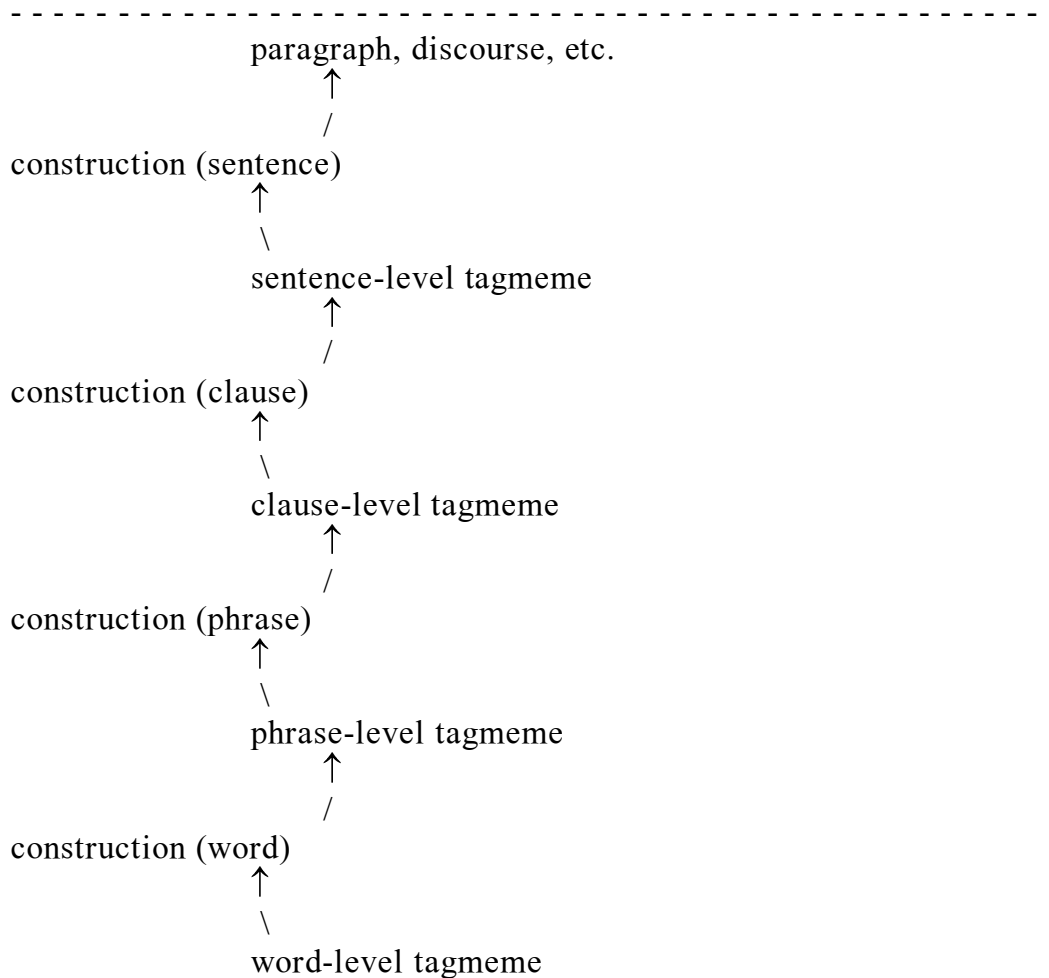 paragraph, discourse, etc.
construction (sentence)
sentence-level tagmeme
construction (clause)
clause-level tagmeme
construction (phrase)
phrase-level tagmeme
construction (word)
word-level tagmeme